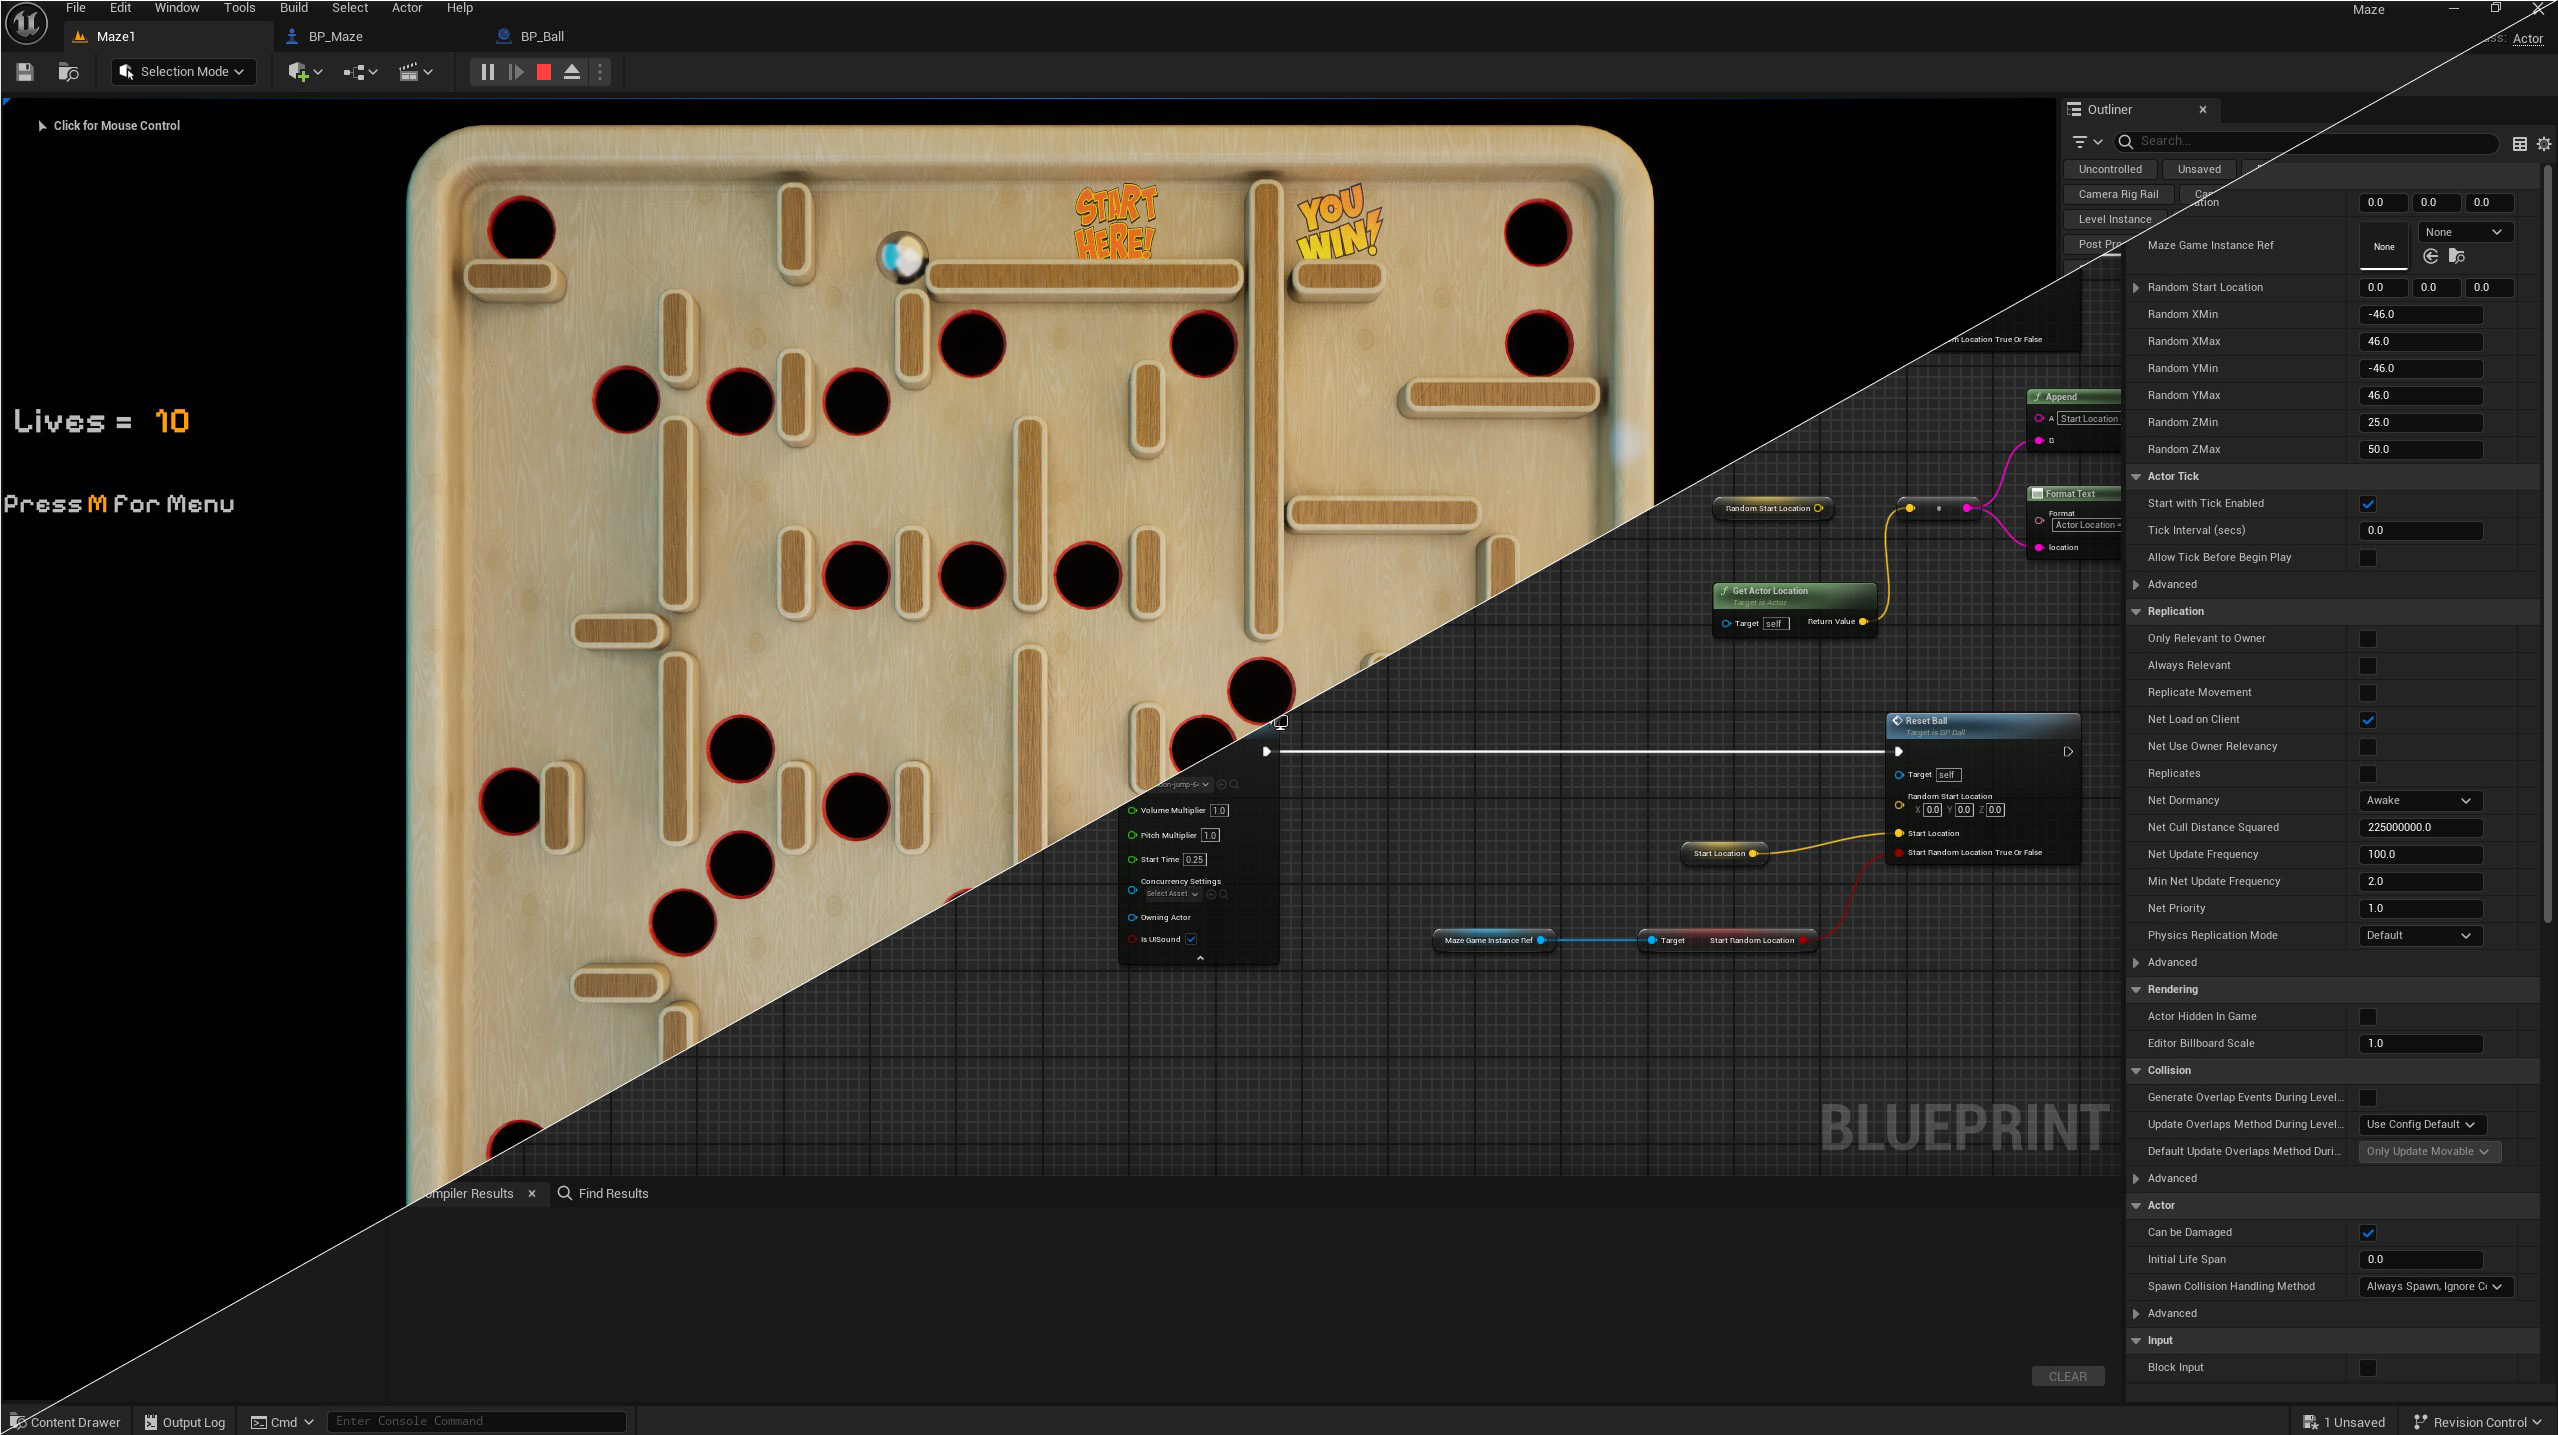 File Edit Window Tools Build Select Actor Help
Maze
Maze1
BP_Maze
BP_Ball
Actor
Selection Mode
Click for Mouse Control
START HERE!
YOU WIN!
Lives = 10
Press M For Menu
Outliner
Search...
Uncontrolled
Unsaved
Camera Rig Rail
Level Instance
0.0 0.0 0.0
Maze Game Instance Ref
None
None
Random Start Location
0.0 0.0 0.0
Random XMin
-46.0
Random XMax
46.0
Random YMin
-46.0
Random YMax
46.0
Random ZMin
25.0
Random ZMax
50.0
Actor Tick
Start with Tick Enabled
Tick Interval (secs)
0.0
Allow Tick Before Begin Play
Advanced
Replication
Only Relevant to Owner
Always Relevant
Replicate Movement
Net Load on Client
Net Use Owner Relevancy
Replicates
Net Dormancy
Awake
Net Cull Distance Squared
225000000.0
Net Update Frequency
100.0
Min Net Update Frequency
2.0
Net Priority
1.0
Physics Replication Mode
Default
Advanced
Rendering
Actor Hidden In Game
Editor Billboard Scale
1.0
Collision
Generate Overlap Events During Level...
Update Overlaps Method During Level...
Use Config Default
Default Update Overlaps Method Duri...
Only Update Movable
Advanced
Actor
Can be Damaged
Initial Life Span
0.0
Spawn Collision Handling Method
Always Spawn, Ignore C
Advanced
Input
Block Input
Location True Or False
Append
A Start Location
B
Random Start Location
Format Text
Format
Actor Location =
location
Get Actor Location
Target is Actor
Target self
Return Value
Reset Ball
Target is BP Ball
Target self
Random Start Location
X 0.0 Y 0.0 Z 0.0
Start Location
Start Random Location True Or False
Start Location
Maze Game Instance Ref
Target Start Random Location
Volume Multiplier 1.0
Pitch Multiplier 1.0
Start Time 0.25
Concurrency Settings
Select Asset
Owning Actor
Is UISound
BLUEPRINT
Results
Find Results
CLEAR
Content Drawer
Output Log
Cmd
Enter Console Command
1 Unsaved
Revision Control